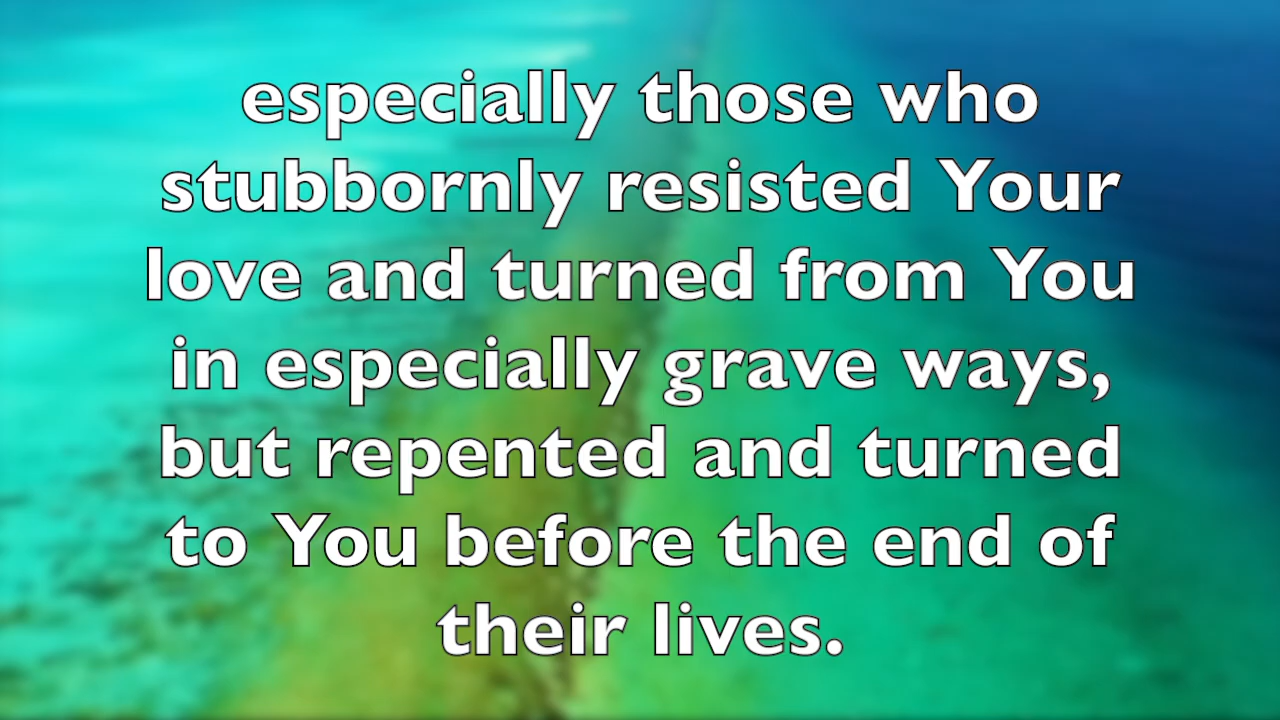 especially those who
stubbornly resisted Your
love and turned from You
in especially grave ways,
but repented and turned
to You before the end of
their lives.